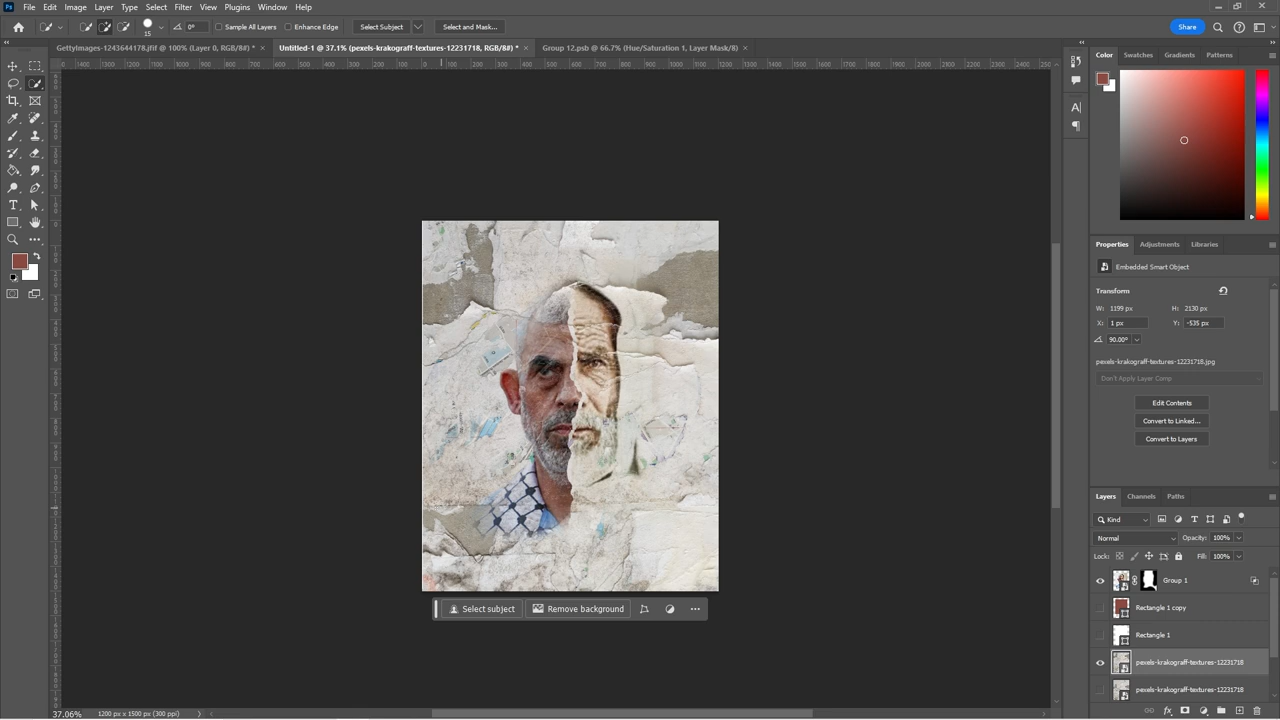 File Edit Image Layer Type Select Filter View Plugins Window Help
15 0° Sample All Layers Enhance Edge Select Subject Select and Mask... Share
GettyImages-1243644178.jfif @ 100% (Layer 0, RGB/8#) * × Untitled-1 @ 37.1% (pexels-krakograff-textures-12231718, RGB/8#) * × Group 12.psb @ 66.7% (Hue/Saturation 1, Layer Mask/8) ×
Color Swatches Gradients Patterns
Properties Adjustments Libraries
Embedded Smart Object
Transform
W: 1199 px H: 2130 px
X: 1 px Y: -535 px
90.00°
pexels-krakograff-textures-12231718.jpg
Don't Apply Layer Comp
Edit Contents
Convert to Linked...
Convert to Layers
Layers Channels Paths
Kind
Normal Opacity: 100%
Lock: Fill: 100%
Group 1
Rectangle 1 copy
Rectangle 1
pexels-krakograff-textures-12231718
pexels-krakograff-textures-12231718
Select subject Remove background
37.06% 1200 px x 1500 px (300 ppi)